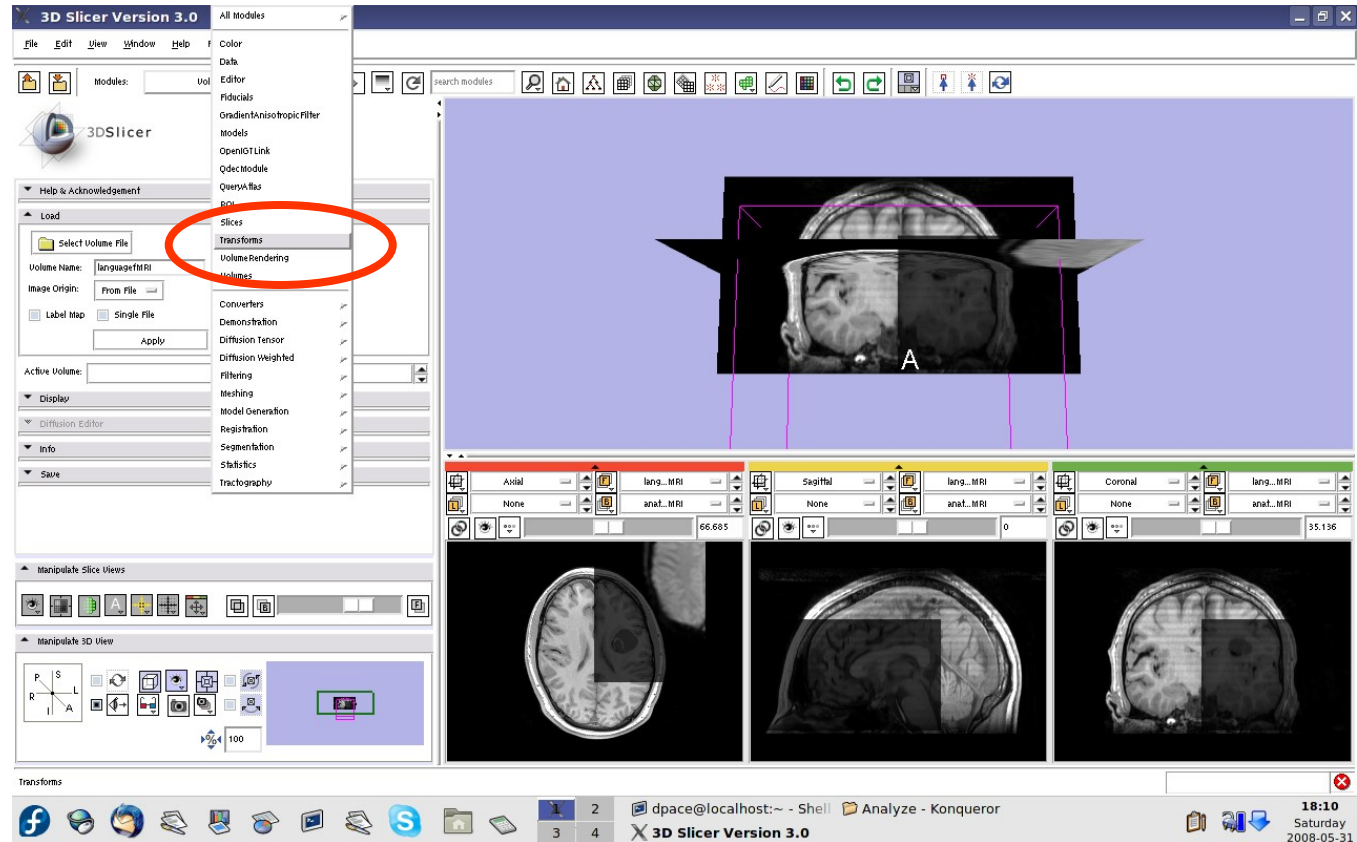 3D Slicer Version 3.0
File Edit View Window Help
Modules:
search modules
3DSlicer
Help & Acknowledgement
Load
Select Volume File
Volume Name: languagefMRI
Image Origin: From File
Label Map Single File
Apply
Active Volume:
Display
Diffusion Editor
Info
Save
All Modules
Color
Data
Editor
Fiducials
GradientAnisotropicFilter
Models
OpenIGTLink
QdecModule
QueryAtlas
ROI
Slices
Transforms
VolumeRendering
Volumes
Converters
Demonstration
Diffusion Tensor
Diffusion Weighted
Filtering
Meshing
Model Generation
Registration
Segmentation
Statistics
Tractography
A
Axial lang...MRI
None anat...MRI
66.685
Sagittal lang...MRI
None anat...MRI
0
Coronal lang...MRI
None anat...MRI
35.136
Manipulate Slice Views
Manipulate 3D View
P S
R L
I A
% 100
Transforms
1 2
3 4
dpace@localhost:~ - Shell
Analyze - Konqueror
3D Slicer Version 3.0
18:10
Saturday
2008-05-31